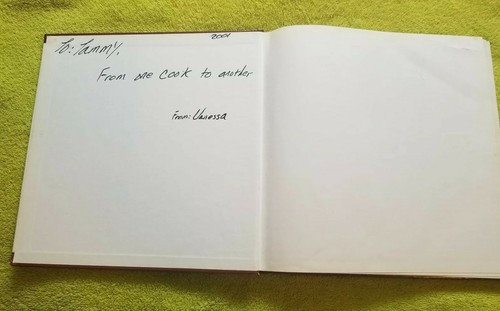 2001
To: Tammy.
From one cook to another
From: Vanessa